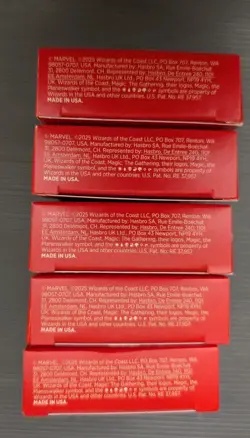 ™ MARVEL. ©2025 Wizards of the Coast LLC, PO Box 707, Renton, WA
98057-0707, USA. Manufactured by: Hasbro SA, Rue Emile-Boéchat
31, 2800 Delémont, CH. Represented by: Hasbro, De Entree 240, 1101
EE Amsterdam, NL. Hasbro UK Ltd., PO Box 43 Newport, NP19 4YH,
UK. Wizards of the Coast, Magic: The Gathering, their logos, Magic, the
Planeswalker symbol, and the symbols are property of
Wizards in the USA and other countries. U.S. Pat. No. RE 37,957.
MADE IN USA.
™ MARVEL. ©2025 Wizards of the Coast LLC, PO Box 707, Renton, WA
98057-0707, USA. Manufactured by: Hasbro SA, Rue Emile-Boéchat
31, 2800 Delémont, CH. Represented by: Hasbro, De Entree 240, 1101
EE Amsterdam, NL. Hasbro UK Ltd., PO Box 43 Newport, NP19 4YH,
UK. Wizards of the Coast, Magic: The Gathering, their logos, Magic, the
Planeswalker symbol, and the symbols are property of
Wizards in the USA and other countries. U.S. Pat. No. RE 37,957.
MADE IN USA.
™ MARVEL. ©2025 Wizards of the Coast LLC, PO Box 707, Renton, WA
98057-0707, USA. Manufactured by: Hasbro SA, Rue Emile-Boéchat
31, 2800 Delémont, CH. Represented by: Hasbro, De Entree 240, 1101
EE Amsterdam, NL. Hasbro UK Ltd., PO Box 43 Newport, NP19 4YH,
UK. Wizards of the Coast, Magic: The Gathering, their logos, Magic, the
Planeswalker symbol, and the symbols are property of
Wizards in the USA and other countries. U.S. Pat. No. RE 37,957.
MADE IN USA.
™ MARVEL. ©2025 Wizards of the Coast LLC, PO Box 707, Renton, WA
98057-0707, USA. Manufactured by: Hasbro SA, Rue Emile-Boéchat
31, 2800 Delémont, CH. Represented by: Hasbro, De Entree 240, 1101
EE Amsterdam, NL. Hasbro UK Ltd., PO Box 43 Newport, NP19 4YH,
UK. Wizards of the Coast, Magic: The Gathering, their logos, Magic, the
Planeswalker symbol, and the symbols are property of
Wizards in the USA and other countries. U.S. Pat. No. RE 37,957.
MADE IN USA.
™ MARVEL. ©2025 Wizards of the Coast LLC, PO Box 707, Renton, WA
98057-0707, USA. Manufactured by: Hasbro SA, Rue Emile-Boéchat
31, 2800 Delémont, CH. Represented by: Hasbro, De Entree 240, 1101
EE Amsterdam, NL. Hasbro UK Ltd., PO Box 43 Newport, NP19 4YH,
UK. Wizards of the Coast, Magic: The Gathering, their logos, Magic, the
Planeswalker symbol, and the symbols are property of
Wizards in the USA and other countries. U.S. Pat. No. RE 37,957.
MADE IN USA.